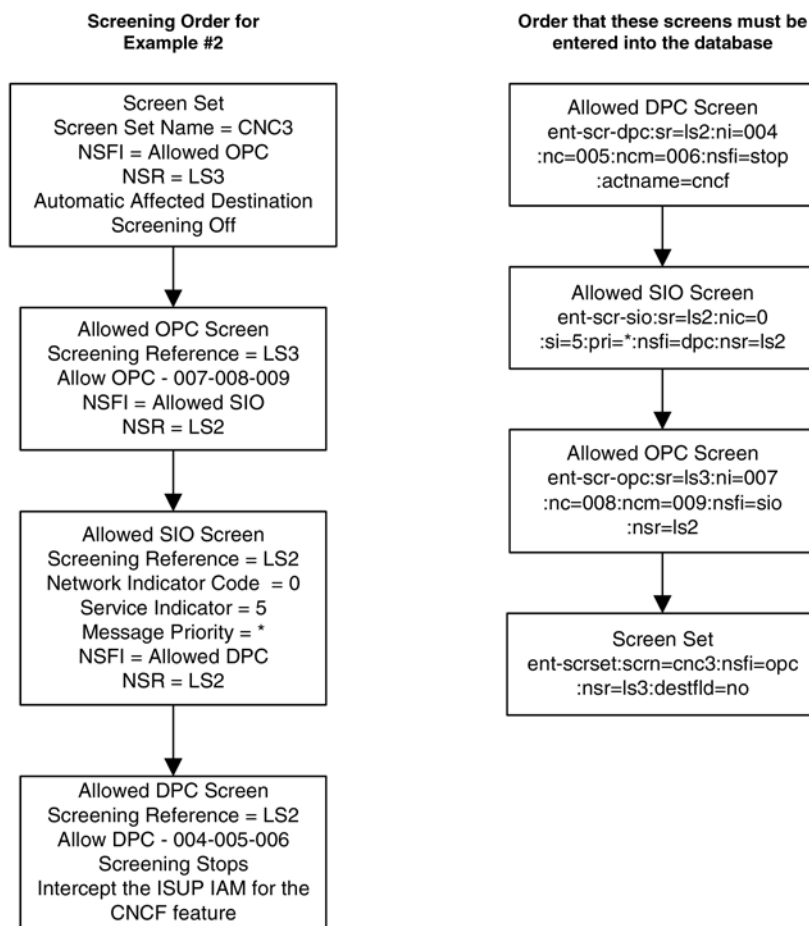 Screening Order for
Example #2
Screen Set
Screen Set Name = CNC3
NSFI = Allowed OPC
NSR = LS3
Automatic Affected Destination
Screening Off
Allowed OPC Screen
Screening Reference = LS3
Allow OPC - 007-008-009
NSFI = Allowed SIO
NSR = LS2
Allowed SIO Screen
Screening Reference = LS2
Network Indicator Code = 0
Service Indicator = 5
Message Priority = *
NSFI = Allowed DPC
NSR = LS2
Allowed DPC Screen
Screening Reference = LS2
Allow DPC - 004-005-006
Screening Stops
Intercept the ISUP IAM for the
CNCF feature
Order that these screens must be
entered into the database
Allowed DPC Screen
ent-scr-dpc:sr=ls2:ni=004
:nc=005:ncm=006:nsfi=stop
:actname=cncf
Allowed SIO Screen
ent-scr-sio:sr=ls2:nic=0
:si=5:pri=*:nsfi=dpc:nsr=ls2
Allowed OPC Screen
ent-scr-opc:sr=ls3:ni=007
:nc=008:ncm=009:nsfi=sio
:nsr=ls2
Screen Set
ent-scrset:scrn=cnc3:nsfi=opc
:nsr=ls3:destfld=no